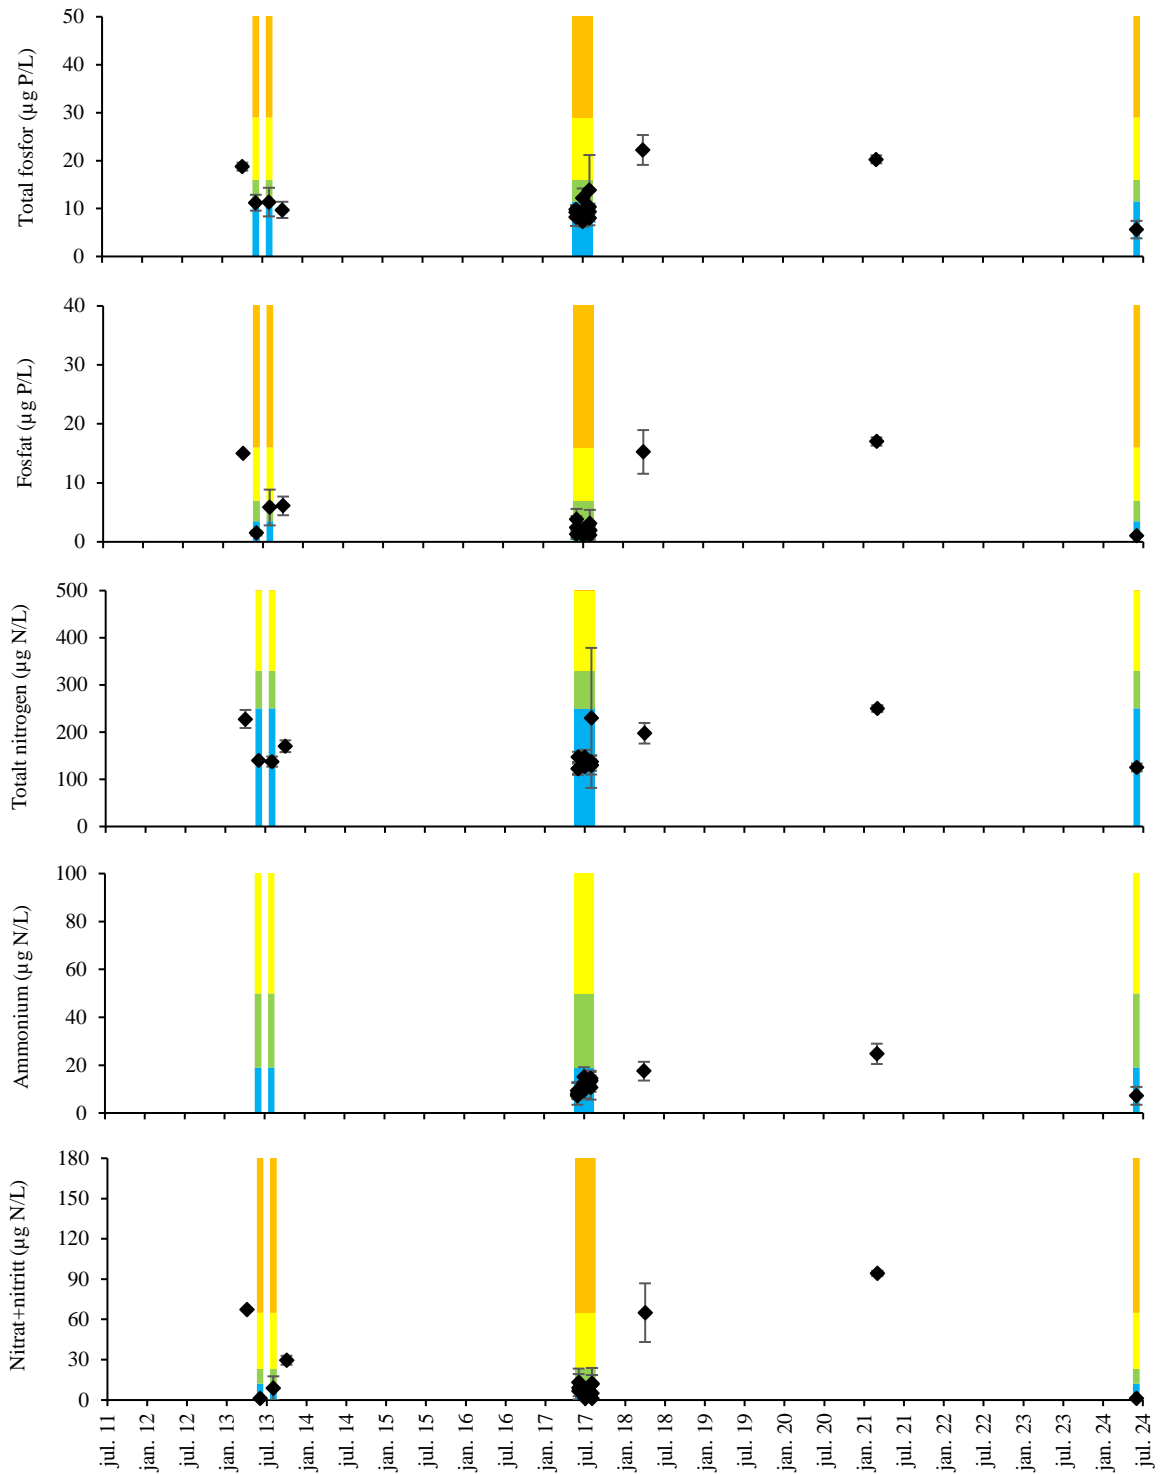 Total fosfor (µg P/L)
50
40
30
20
10
0
Fosfat (µg P/L)
40
30
20
10
0
Totalt nitrogen (µg N/L)
500
400
300
200
100
0
Ammonium (µg N/L)
100
80
60
40
20
0
Nitrat+nitritt (µg N/L)
180
150
120
90
60
30
0
jul. 11
jan. 12
jul. 12
jan. 13
jul. 13
jan. 14
jul. 14
jan. 15
jul. 15
jan. 16
jul. 16
jan. 17
jul. 17
jan. 18
jul. 18
jan. 19
jul. 19
jan. 20
jul. 20
jan. 21
jul. 21
jan. 22
jul. 22
jan. 23
jul. 23
jan. 24
jul. 24